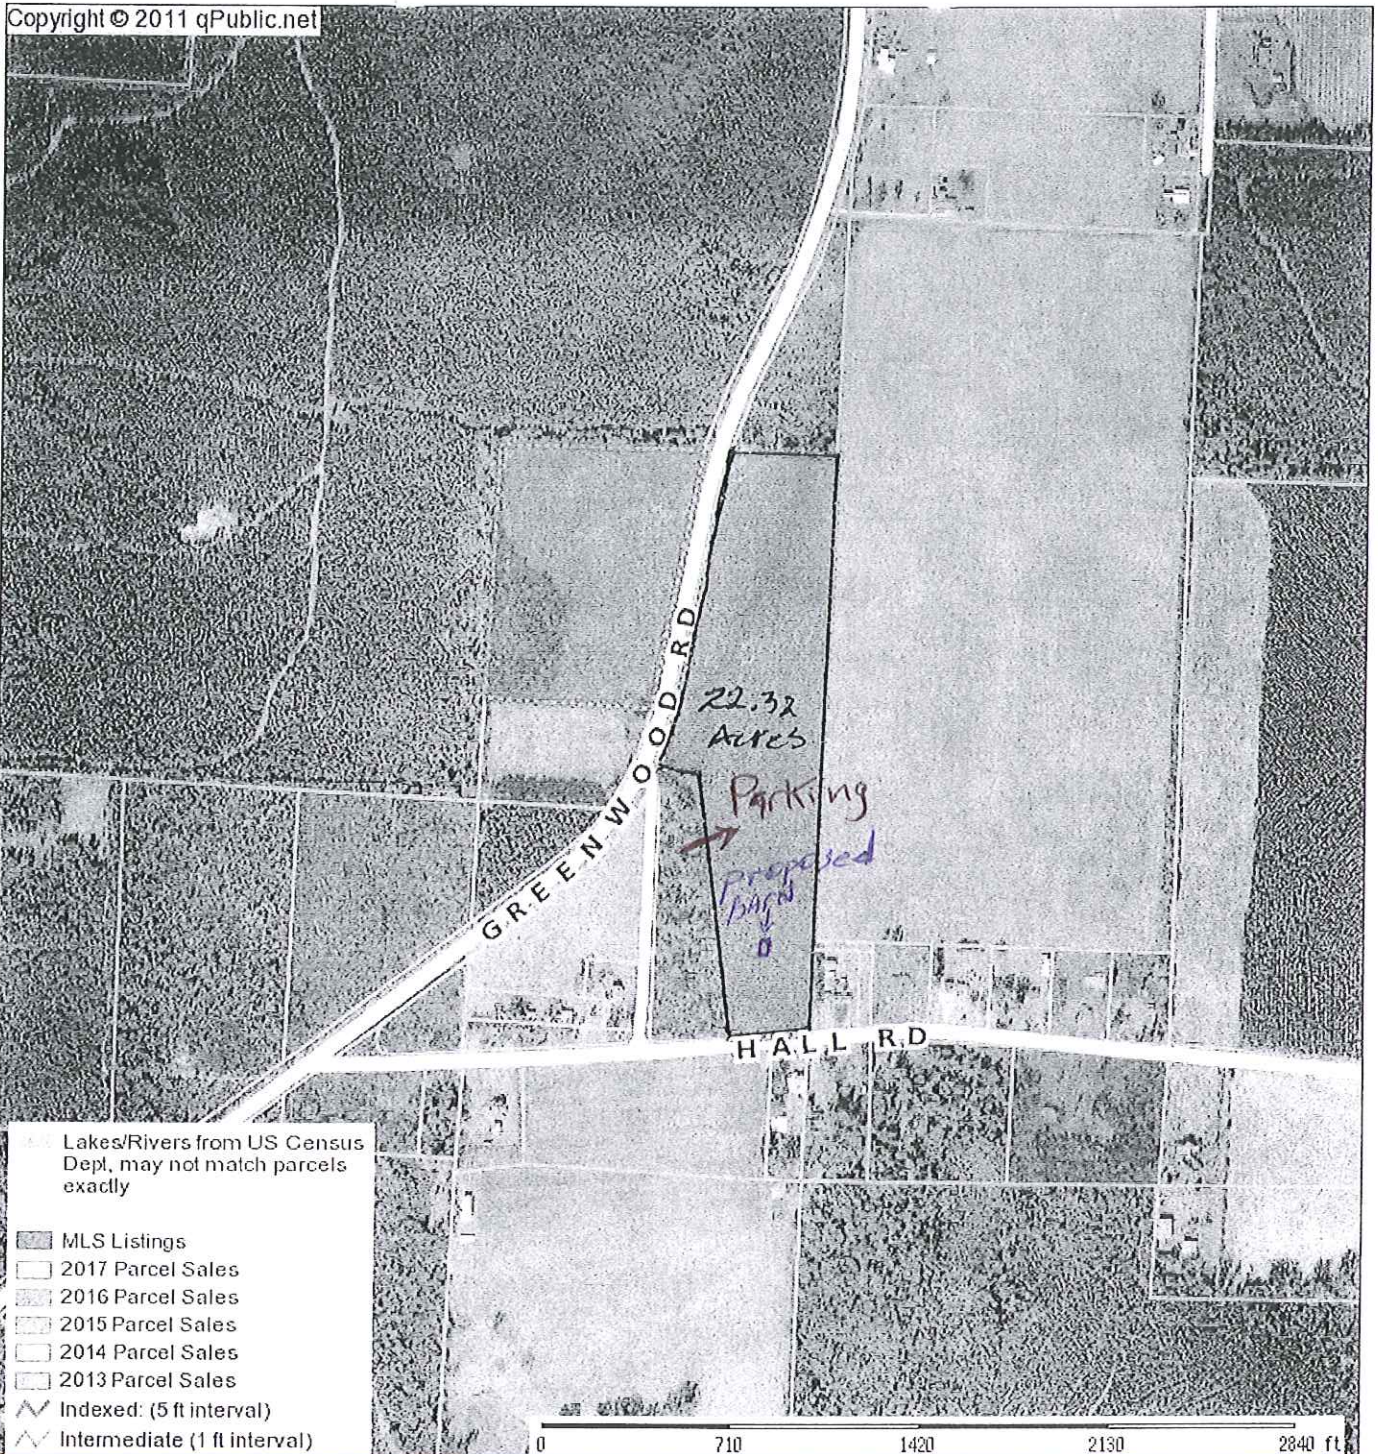 Copyright © 2011 qPublic.net
GREENWOOD RD
22.32
Acres
Parking
proposed
BARN
HALL RD
Lakes/Rivers from US Census
Dept, may not match parcels
exactly
MLS Listings
2017 Parcel Sales
2016 Parcel Sales
2015 Parcel Sales
2014 Parcel Sales
2013 Parcel Sales
Indexed: (5 ft interval)
Intermediate (1 ft interval)
0 710 1420 2130 2840 ft